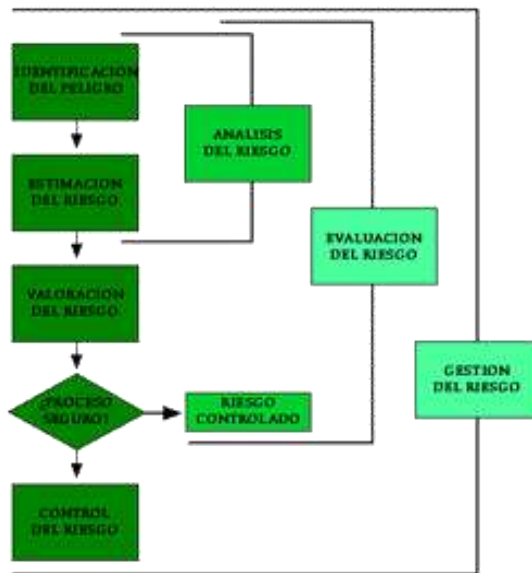 IDENTIFICACION
DEL PELIGRO
ANALISIS
DEL RIESGO
ESTIMACION
DEL RIESGO
EVALUACION
DEL RIESGO
VALORACION
DEL RIESGO
GESTION
DEL RIESGO
¿PROCESO
SEGURO?
RIESGO
CONTROLADO
CONTROL
DEL RIESGO